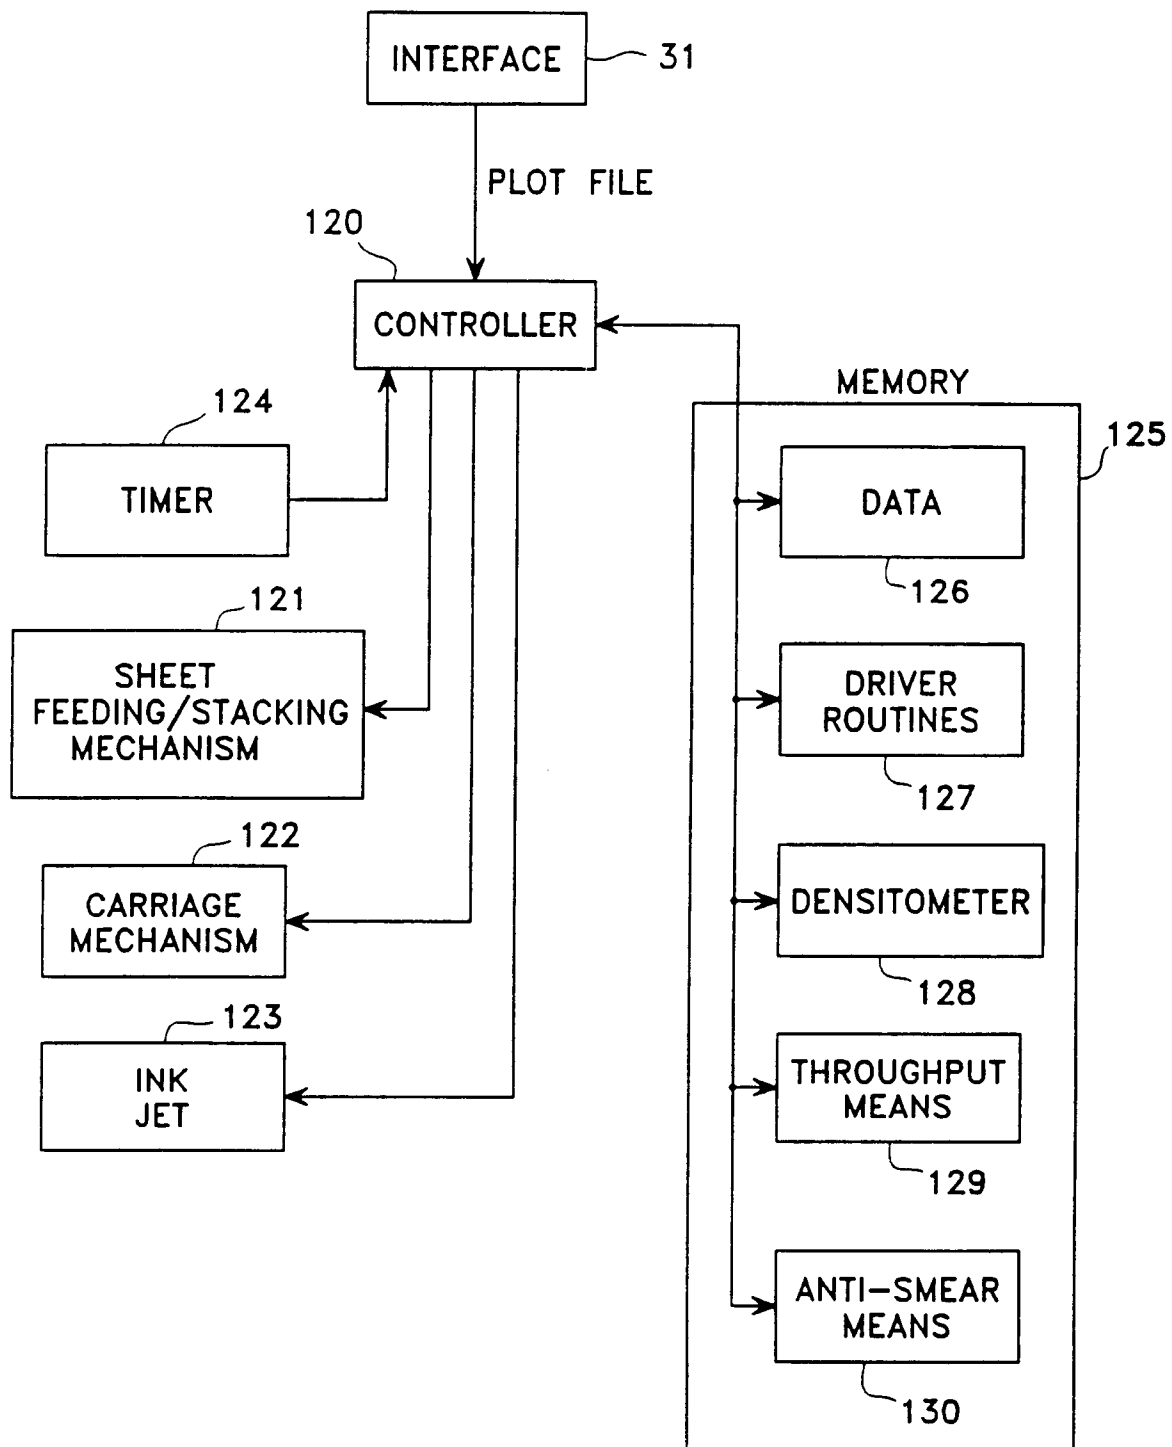 INTERFACE
31
PLOT FILE
120
CONTROLLER
MEMORY
124
TIMER
125
DATA
126
121
SHEET
FEEDING/STACKING
MECHANISM
DRIVER
ROUTINES
127
122
CARRIAGE
MECHANISM
DENSITOMETER
128
123
INK
JET
THROUGHPUT
MEANS
129
ANTI-SMEAR
MEANS
130